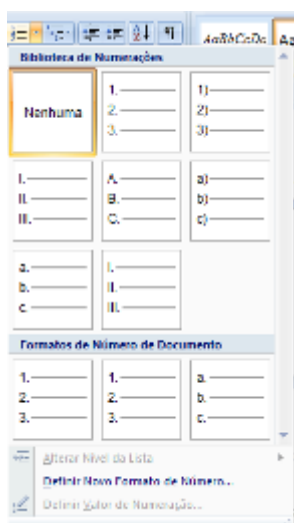 AaBbCcDc Aa
Biblioteca de Numerações
Nenhuma
1. 1)
2. 2)
3. 3)
I. A. a)
II. B. b)
III. C. c)
a. i.
b. ii.
c. iii.
Formatos de Número de Documento
1. 1. a.
2. 2. b.
3. 3. c.
Alterar Nível da Lista
Definir Novo Formato de Número...
Definir Valor de Numeração...